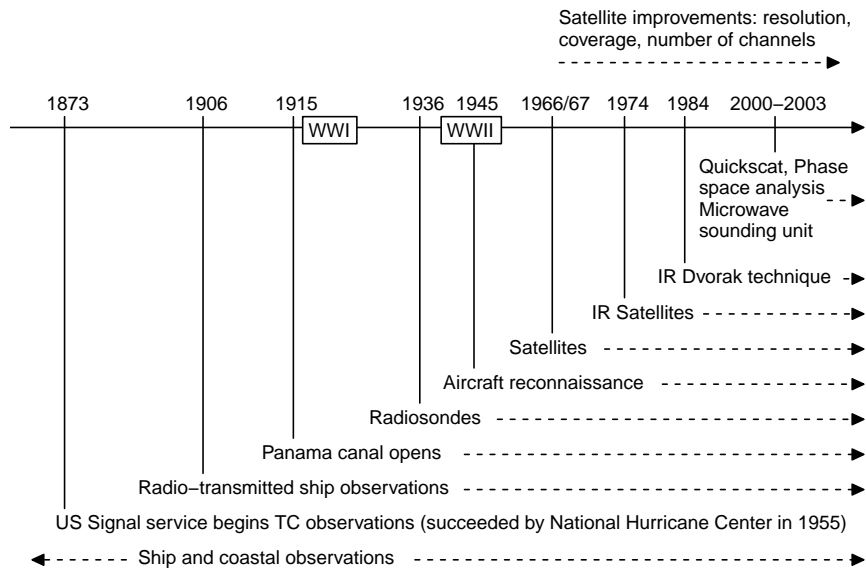 Satellite improvements: resolution,
coverage, number of channels
1873 1906 1915 1936 1945 1966/67 1974 1984 2000–2003
WWI WWII
Quickscat, Phase
space analysis
Microwave
sounding unit
IR Dvorak technique
IR Satellites
Satellites
Aircraft reconnaissance
Radiosondes
Panama canal opens
Radio–transmitted ship observations
US Signal service begins TC observations (succeeded by National Hurricane Center in 1955)
Ship and coastal observations